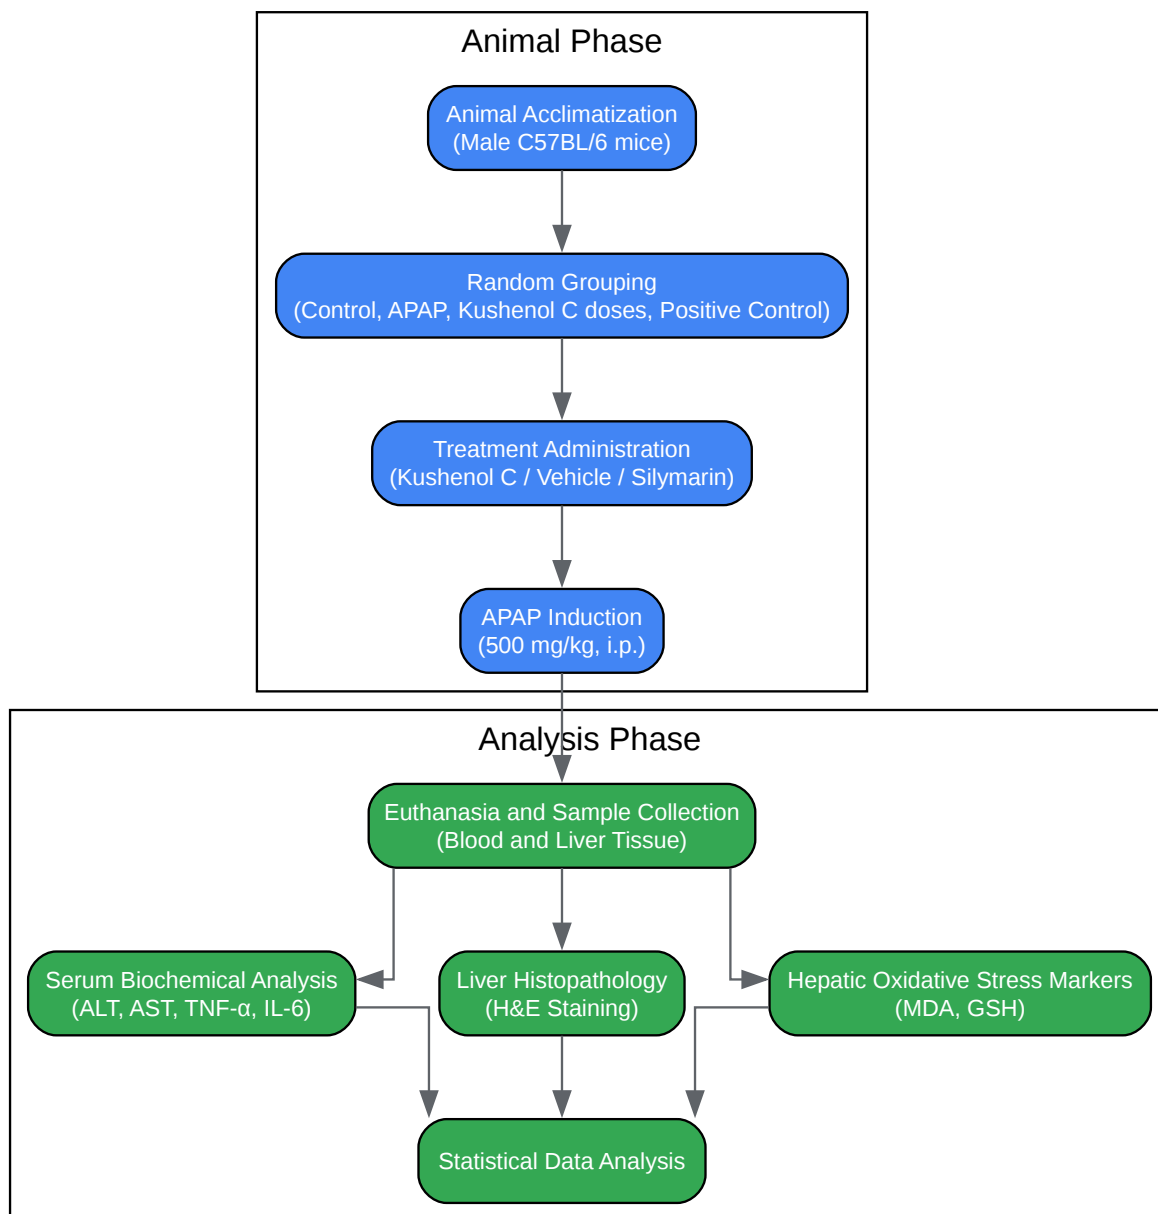 Animal Phase
Animal Acclimatization
(Male C57BL/6 mice)
Random Grouping
(Control, APAP, Kushenol C doses, Positive Control)
Treatment Administration
(Kushenol C / Vehicle / Silymarin)
APAP Induction
(500 mg/kg, i.p.)
Analysis Phase
Euthanasia and Sample Collection
(Blood and Liver Tissue)
Serum Biochemical Analysis
(ALT, AST, TNF-α, IL-6)
Liver Histopathology
(H&E Staining)
Hepatic Oxidative Stress Markers
(MDA, GSH)
Statistical Data Analysis